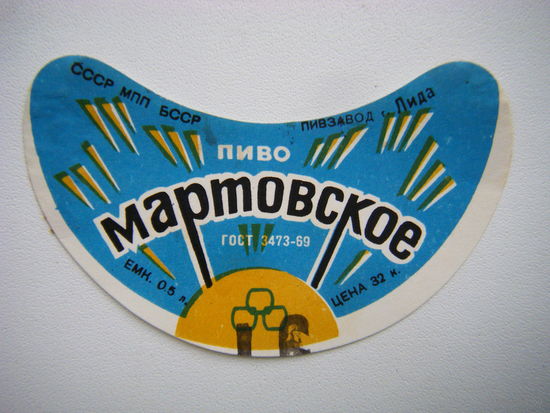 СССР МПП БССР
ПИВЗАВОД г. Лида
ПИВО
Мартовское
ГОСТ 3473-69
ЕМК. 0.5 л.
ЦЕНА 32 к.